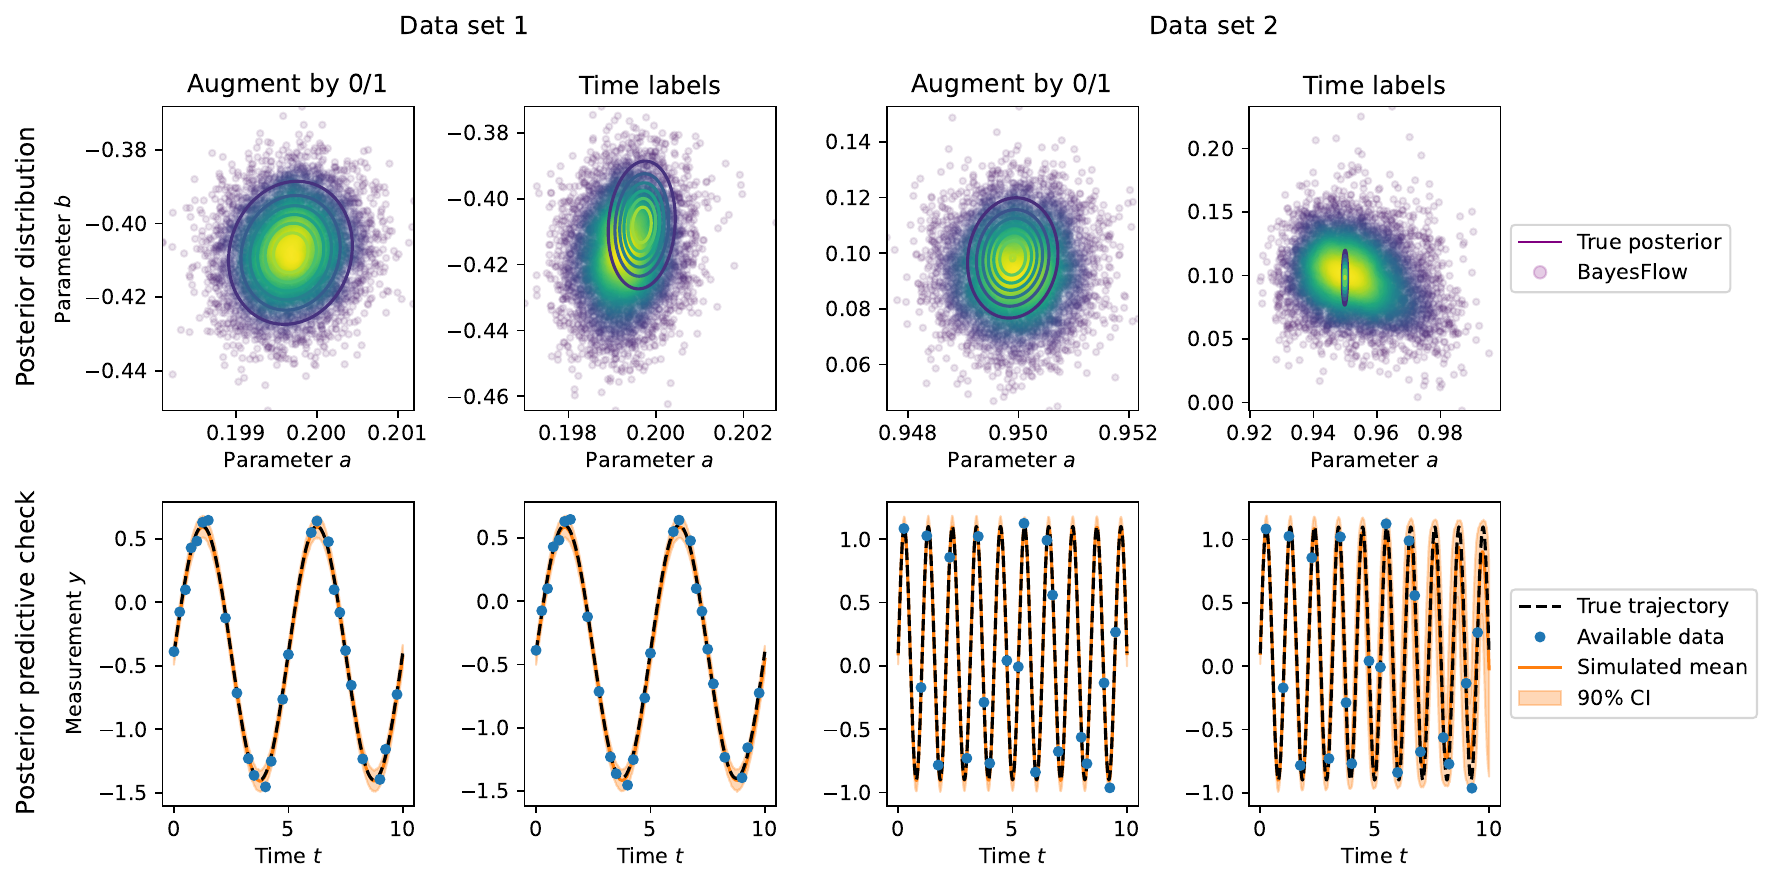 Data set 1
Data set 2
Augment by 0/1
Time labels
Augment by 0/1
Time labels
Posterior distribution
Parameter b
−0.38
−0.40
−0.42
−0.44
0.199
0.200
0.201
Parameter a
−0.38
−0.40
−0.42
−0.44
−0.46
0.198
0.200
0.202
Parameter a
0.14
0.12
0.10
0.08
0.06
0.948
0.950
0.952
Parameter a
0.20
0.15
0.10
0.05
0.00
0.92
0.94
0.96
0.98
Parameter a
True posterior
BayesFlow
Posterior predictive check
Measurement y
0.5
0.0
−0.5
−1.0
−1.5
0
5
10
Time t
0.5
0.0
−0.5
−1.0
−1.5
0
5
10
Time t
1.0
0.5
0.0
−0.5
−1.0
0
5
10
Time t
1.0
0.5
0.0
−0.5
−1.0
0
5
10
Time t
True trajectory
Available data
Simulated mean
90% CI